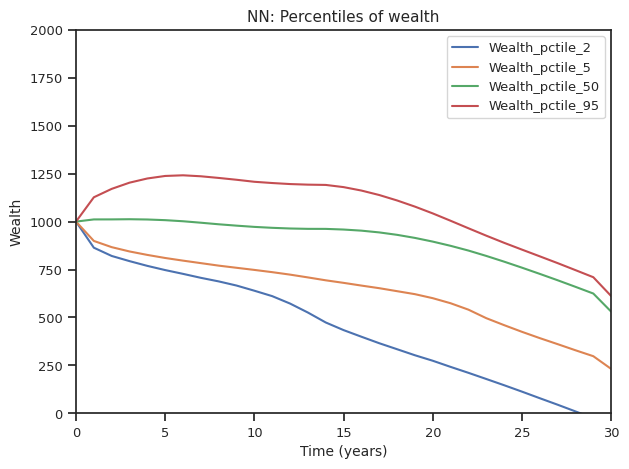 NN: Percentiles of wealth
2000
1750
1500
1250
1000
750
500
250
0
Wealth
Wealth_pctile_2
Wealth_pctile_5
Wealth_pctile_50
Wealth_pctile_95
0 5 10 15 20 25 30
Time (years)